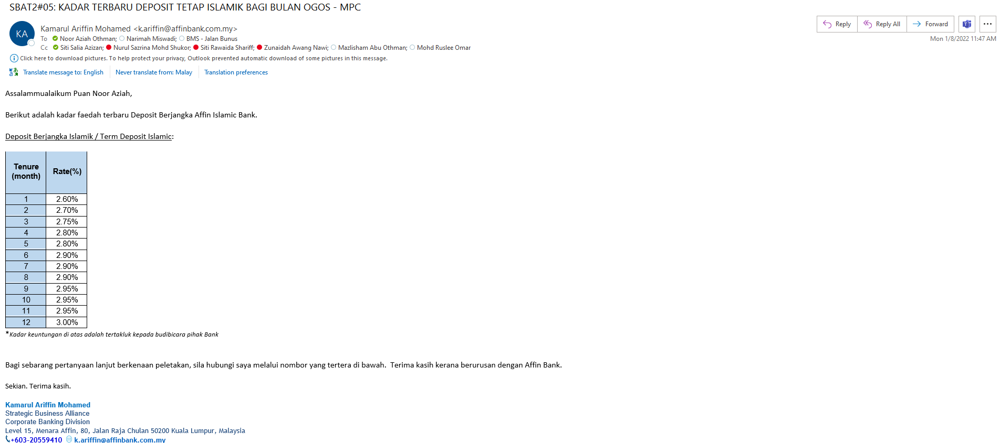 SBAT2#05: KADAR TERBARU DEPOSIT TETAP ISLAMIK BAGI BULAN OGOS - MPC
KA
Kamarul Ariffin Mohamed <k.ariffin@affinbank.com.my>
To Noor Aziah Othman; Narimah Miswadi; BMS - Jalan Bunus
Cc Siti Salia Azizan; Nurul Sazrina Mohd Shukor; Siti Rawaida Shariff; Zunaidah Awang Nawi; Mazlisham Abu Othman; Mohd Ruslee Omar
Reply Reply All Forward
Mon 1/8/2022 11:47 AM
Click here to download pictures. To help protect your privacy, Outlook prevented automatic download of some pictures in this message.
Translate message to: English Never translate from: Malay Translation preferences
Assalammualaikum Puan Noor Aziah,
Berikut adalah kadar faedah terbaru Deposit Berjangka Affin Islamic Bank.
Deposit Berjangka Islamik / Term Deposit Islamic:
Tenure (month) Rate(%)
1 2.60%
2 2.70%
3 2.75%
4 2.80%
5 2.80%
6 2.90%
7 2.90%
8 2.90%
9 2.95%
10 2.95%
11 2.95%
12 3.00%
*Kadar keuntungan di atas adalah tertakluk kepada budibicara pihak Bank
Bagi sebarang pertanyaan lanjut berkenaan peletakan, sila hubungi saya melalui nombor yang tertera di bawah. Terima kasih kerana berurusan dengan Affin Bank.
Sekian. Terima kasih.
Kamarul Ariffin Mohamed
Strategic Business Alliance
Corporate Banking Division
Level 15, Menara Affin, 80, Jalan Raja Chulan 50200 Kuala Lumpur, Malaysia
+603-20559410 k.ariffin@affinbank.com.my